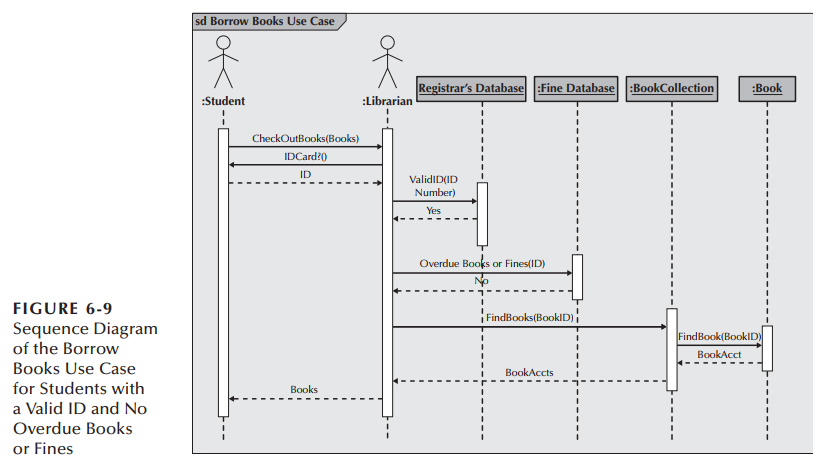 sd Borrow Books Use Case
:Student
:Librarian
Registrar's Database
:Fine Database
:BookCollection
:Book
CheckOutBooks(Books)
IDCard?()
ID
ValidID(ID
Number)
Yes
Overdue Books or Fines(ID)
No
FindBooks(BookID)
FindBook(BookID)
BookAcct
BookAccts
Books
FIGURE 6-9
Sequence Diagram
of the Borrow
Books Use Case
for Students with
a Valid ID and No
Overdue Books
or Fines